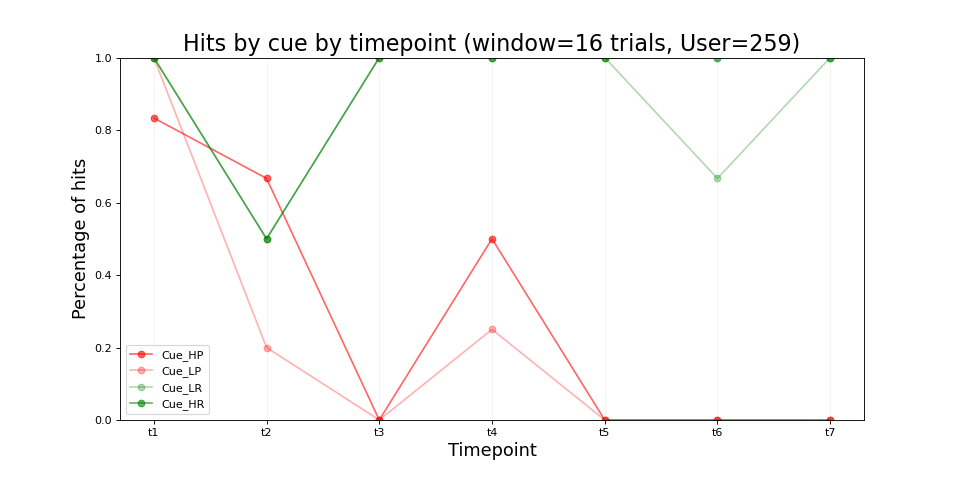 Hits by cue by timepoint (window=16 trials, User=259)
Percentage of hits
1.0
0.8
0.6
0.4
0.2
0.0
Cue_HP
Cue_LP
Cue_LR
Cue_HR
t1 t2 t3 t4 t5 t6 t7
Timepoint